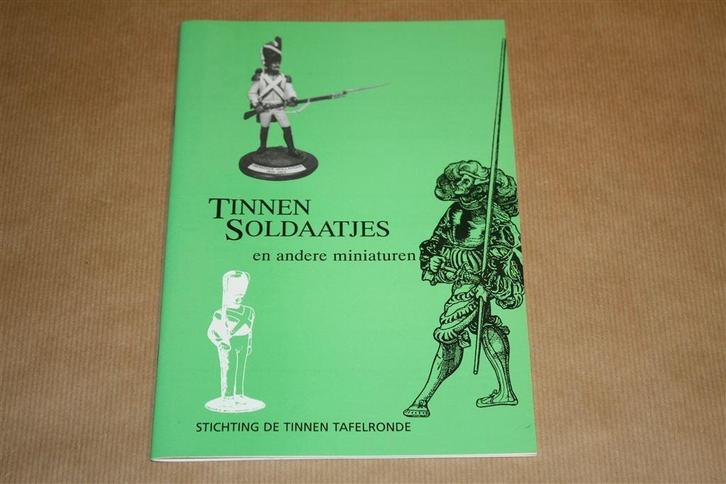 TINNEN
SOLDAATJES
en andere miniaturen
STICHTING DE TINNEN TAFELRONDE